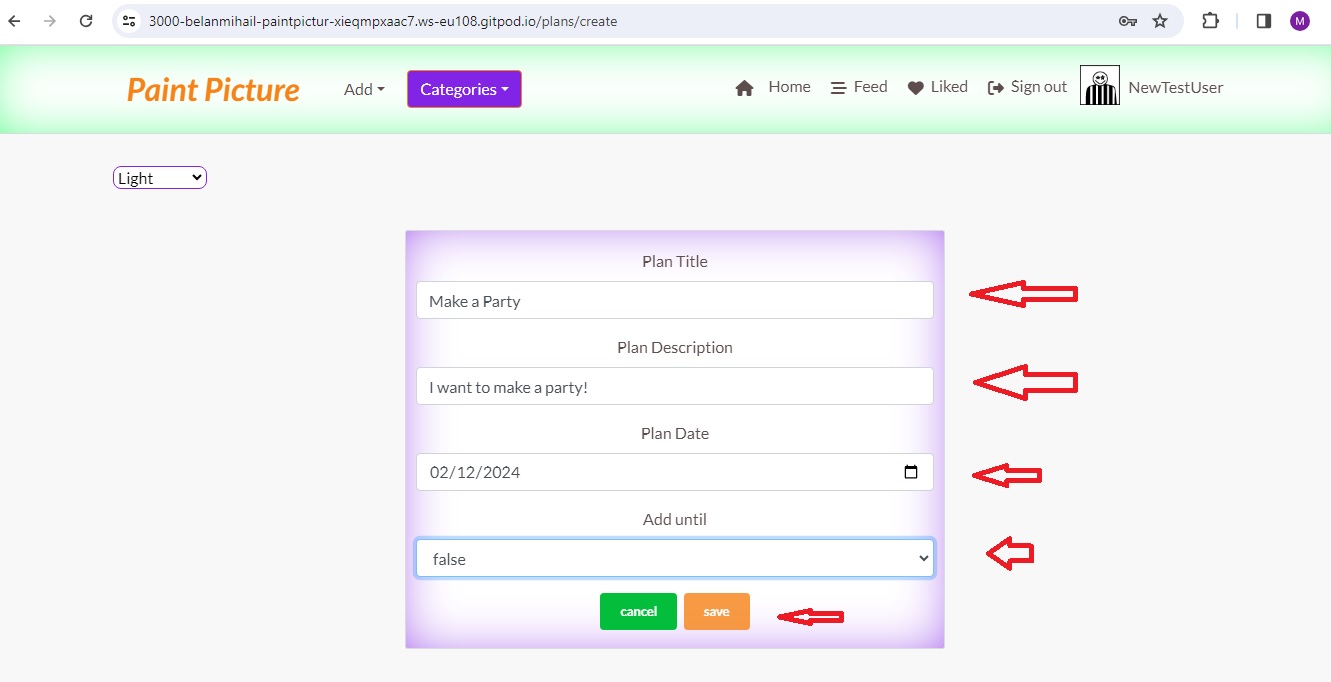 3000-belanmihail-paintpictur-xieqmpxaac7.ws-eu108.gitpod.io/plans/create
M
Paint Picture Add Categories Home Feed Liked Sign out NewTestUser
Light
Plan Title
Make a Party
Plan Description
I want to make a party!
Plan Date
02/12/2024
Add until
false
cancel save